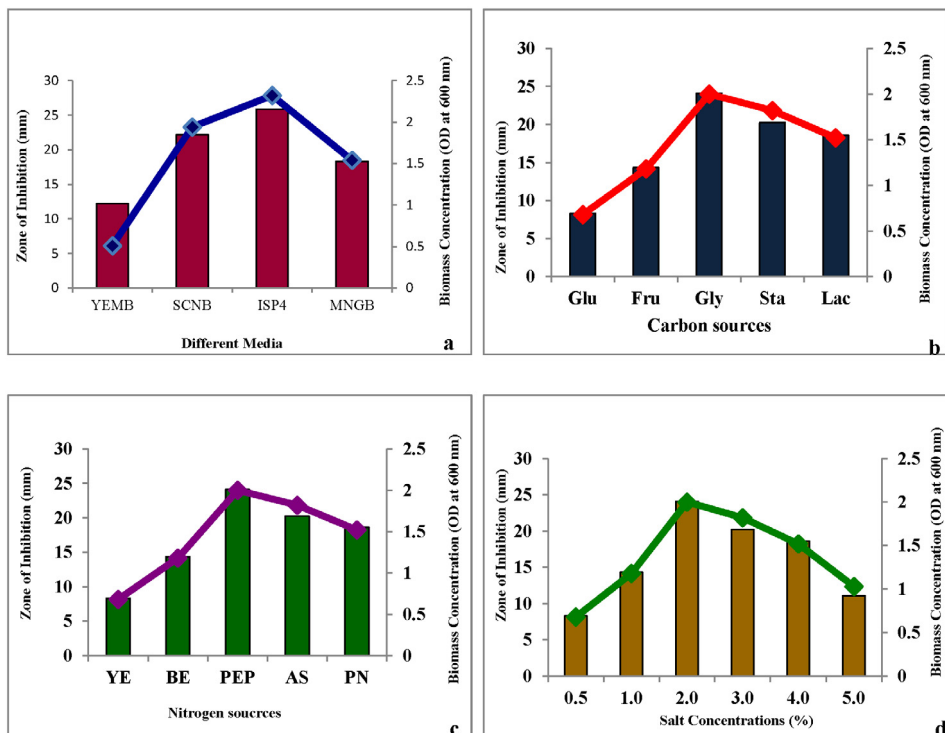 Zone of Inhibition (mm)
30
25
20
15
10
5
0
2.5
2
1.5
1
0.5
0
Biomass Concentration (OD at 600 nm)
YEMB SCNB ISP4 MNGB
Different Media
a
Zone of Inhibition (mm)
30
25
20
15
10
5
0
2.5
2
1.5
1
0.5
0
Biomass Concentration (OD at 600 nm)
Glu Fru Gly Sta Lac
Carbon sources
b
Zone of Inhibition (mm)
30
25
20
15
10
5
0
2.5
2
1.5
1
0.5
0
Biomass Concentration (OD at 600 nm)
YE BE PEP AS PN
Nitrogen soucrces
c
Zone of Inhibition (mm)
30
25
20
15
10
5
0
2.5
2
1.5
1
0.5
0
Biomass Concentration (OD at 600 nm)
0.5 1.0 2.0 3.0 4.0 5.0
Salt Concentrations (%)
d